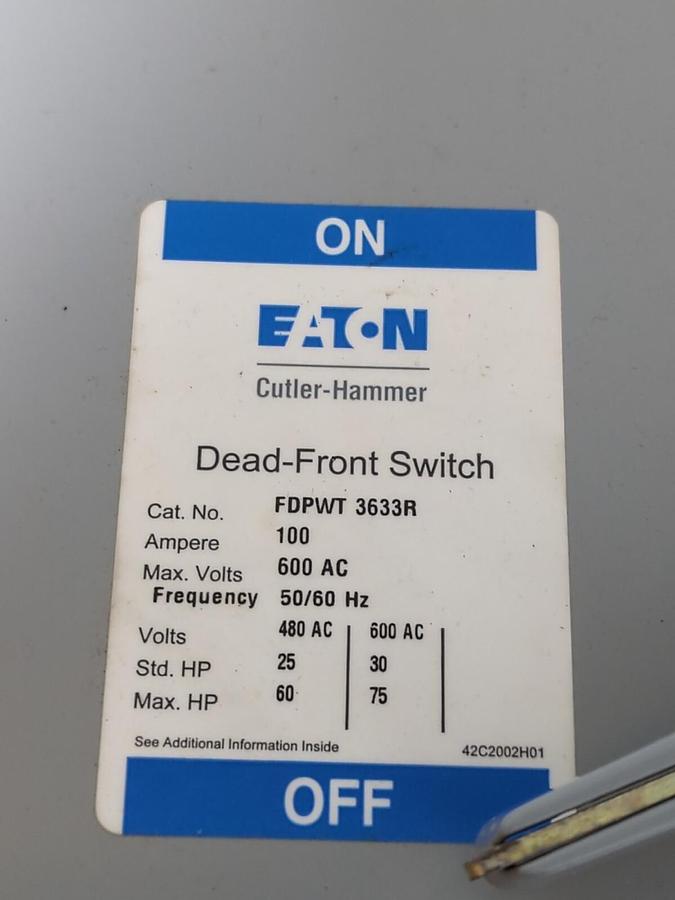 ON
EATON
Cutler-Hammer
Dead-Front Switch
Cat. No. FDPWT 3633R
Ampere 100
Max. Volts 600 AC
Frequency 50/60 Hz
Volts 480 AC 600 AC
Std. HP 25 30
Max. HP 60 75
See Additional Information Inside 42C2002H01
OFF